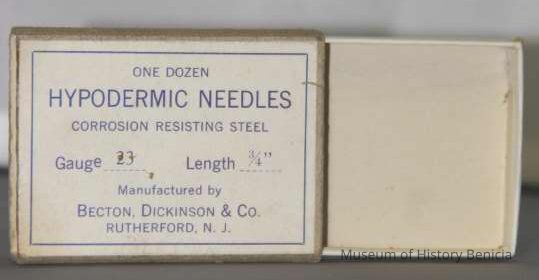 ONE DOZEN
HYPODERMIC NEEDLES
CORROSION RESISTING STEEL
Gauge 23 Length ¾"
Manufactured by
BECTON, DICKINSON & CO.
RUTHERFORD, N. J.
Museum of History Benicia